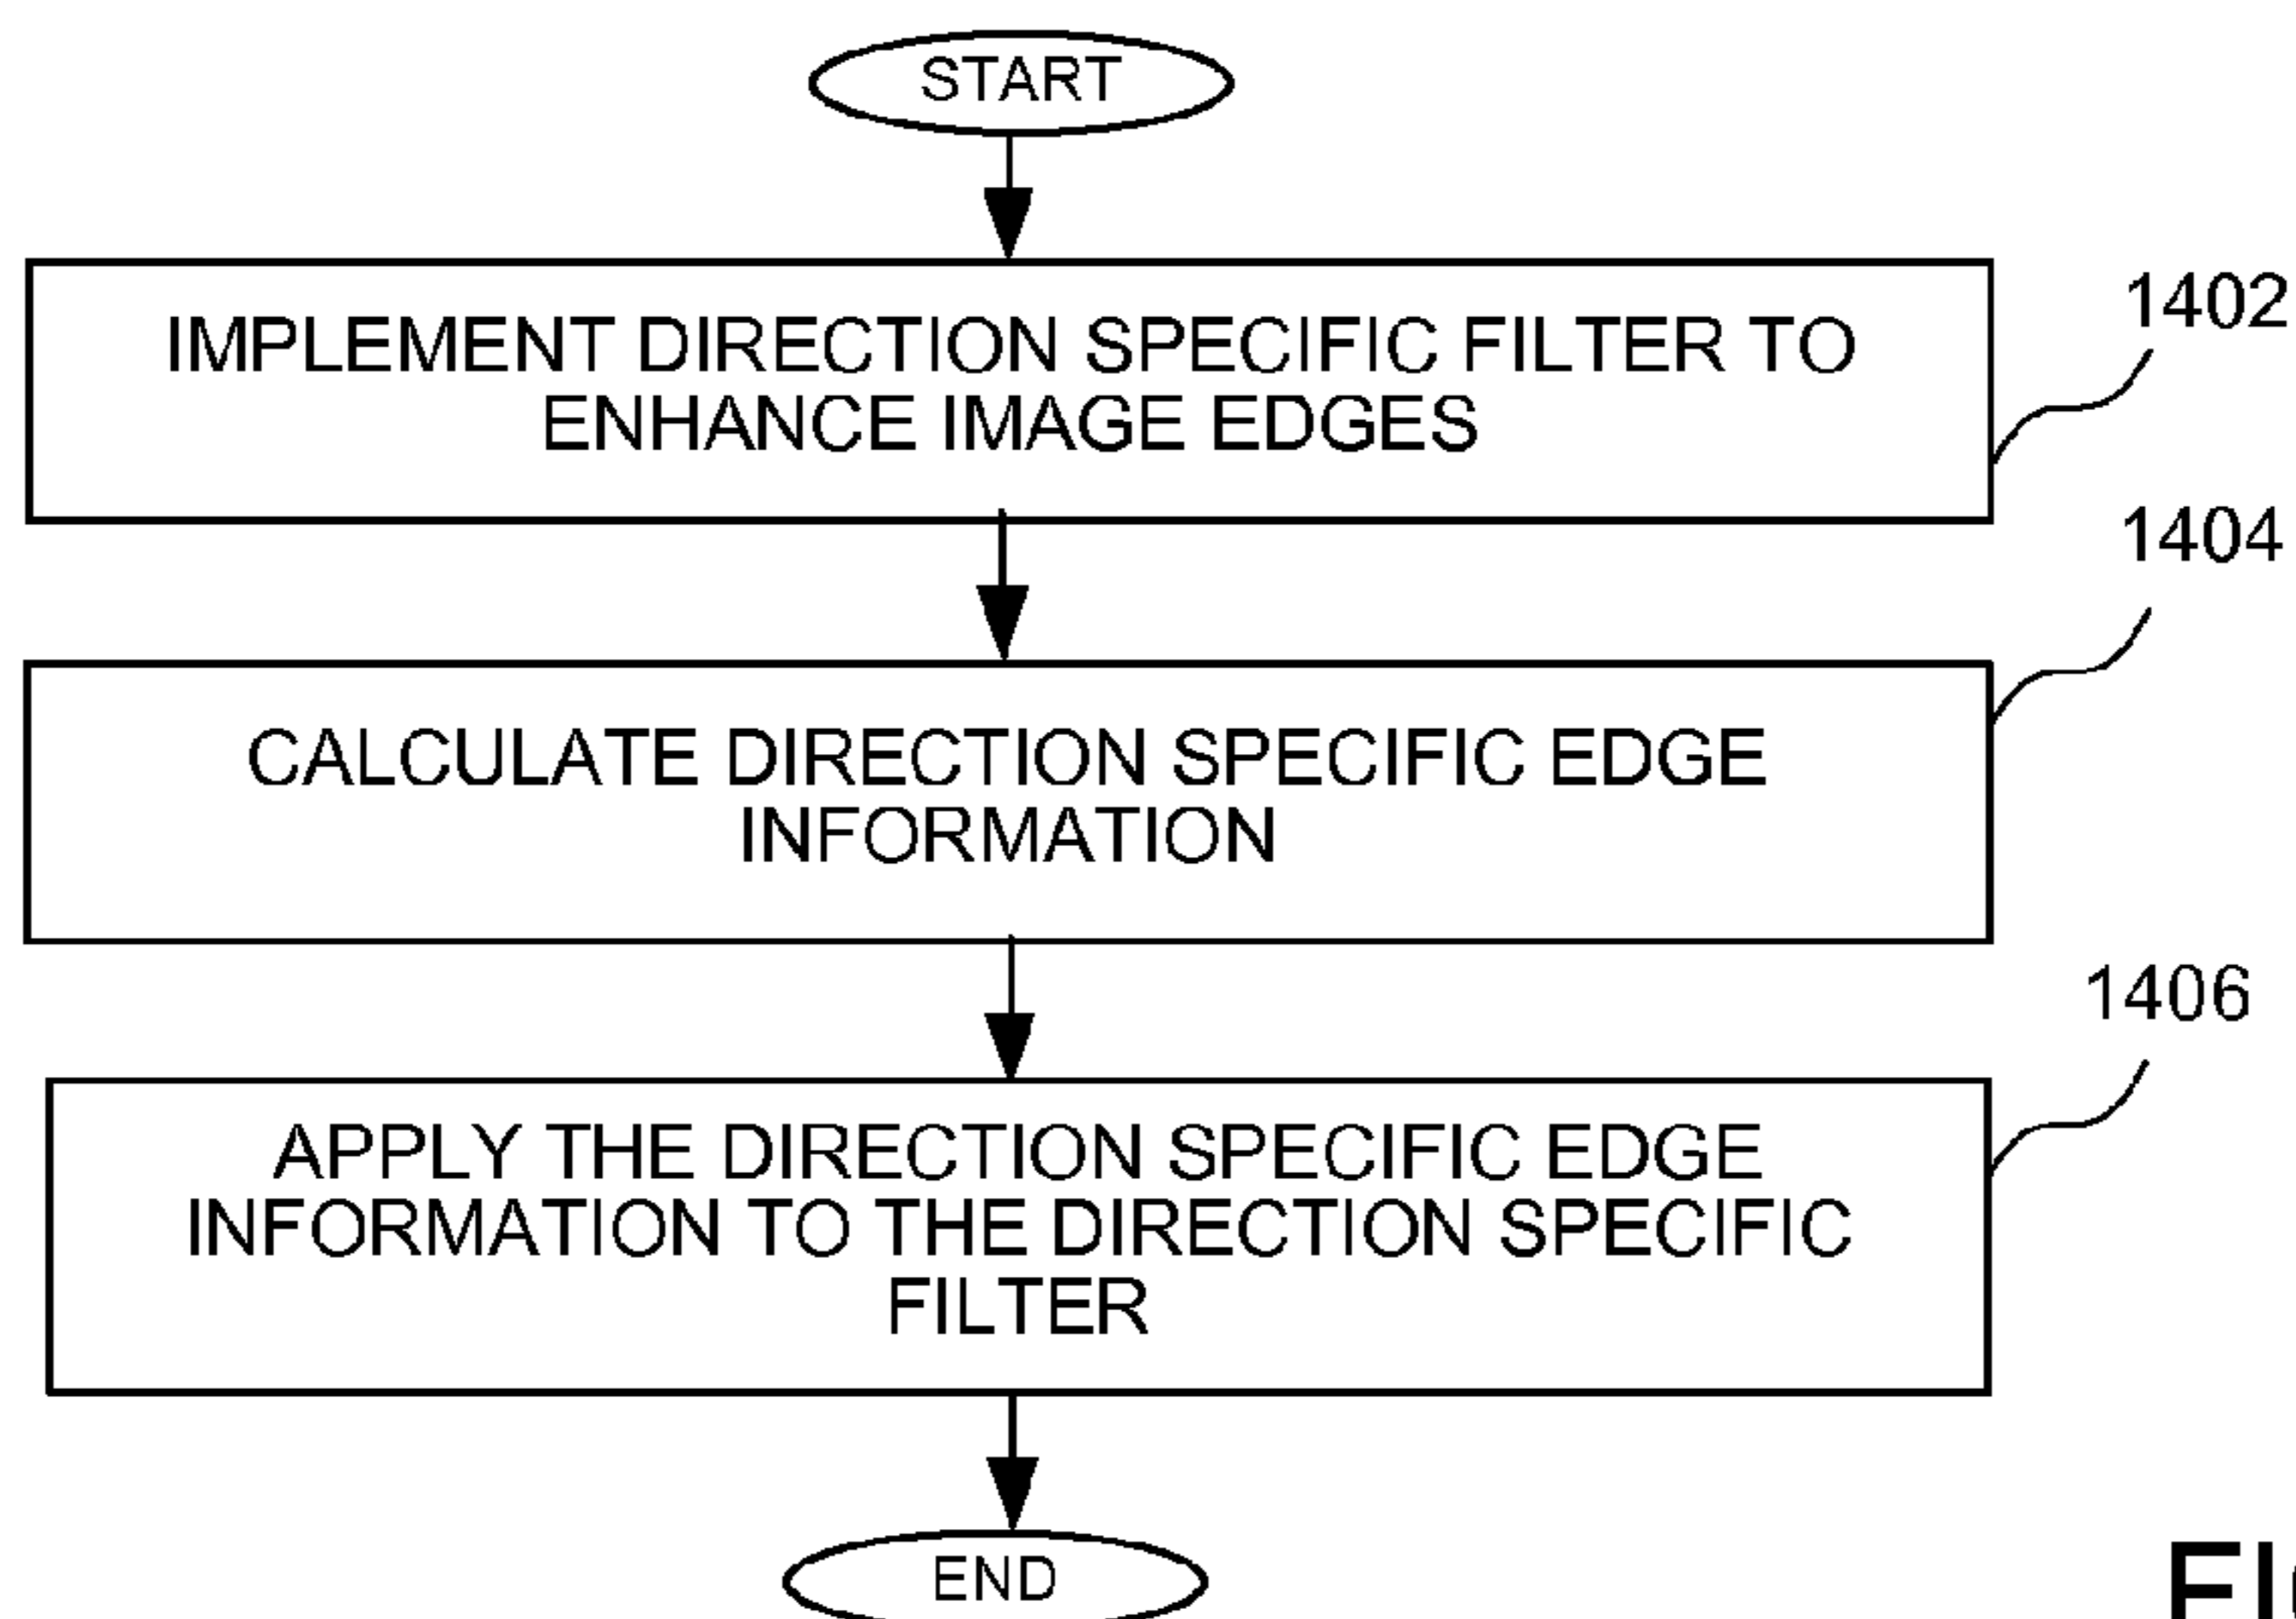 START
IMPLEMENT DIRECTION SPECIFIC FILTER TO
ENHANCE IMAGE EDGES
1402
1404
CALCULATE DIRECTION SPECIFIC EDGE
INFORMATION
1406
APPLY THE DIRECTION SPECIFIC EDGE
INFORMATION TO THE DIRECTION SPECIFIC
FILTER
END